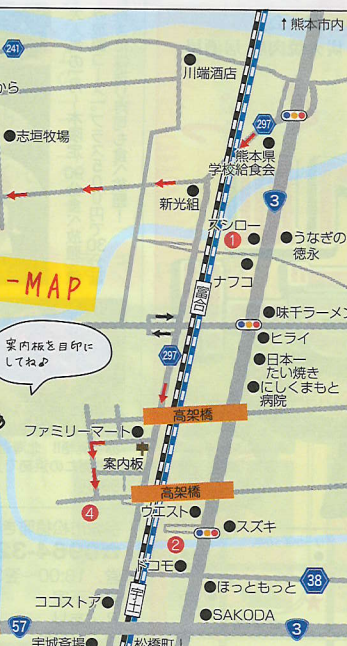 ↑熊本市内
241
川端酒店
から
297
志垣牧場
熊本県
学校給食会
新光組
3
スシロー
1
うなぎの
徳永
ナフコ
-MAP
富合
味千ラーメン
案内板を目印に
してね♪
297
ヒライ
日本一
たい焼き
にしくまもと
病院
高架橋
ファミリーマート
案内板
高架橋
4
ウエスト
スズキ
2
ドコモ
ほっともっと
38
ココストア
宇土
SAKODA
57
3
宇城斎場
松橋町